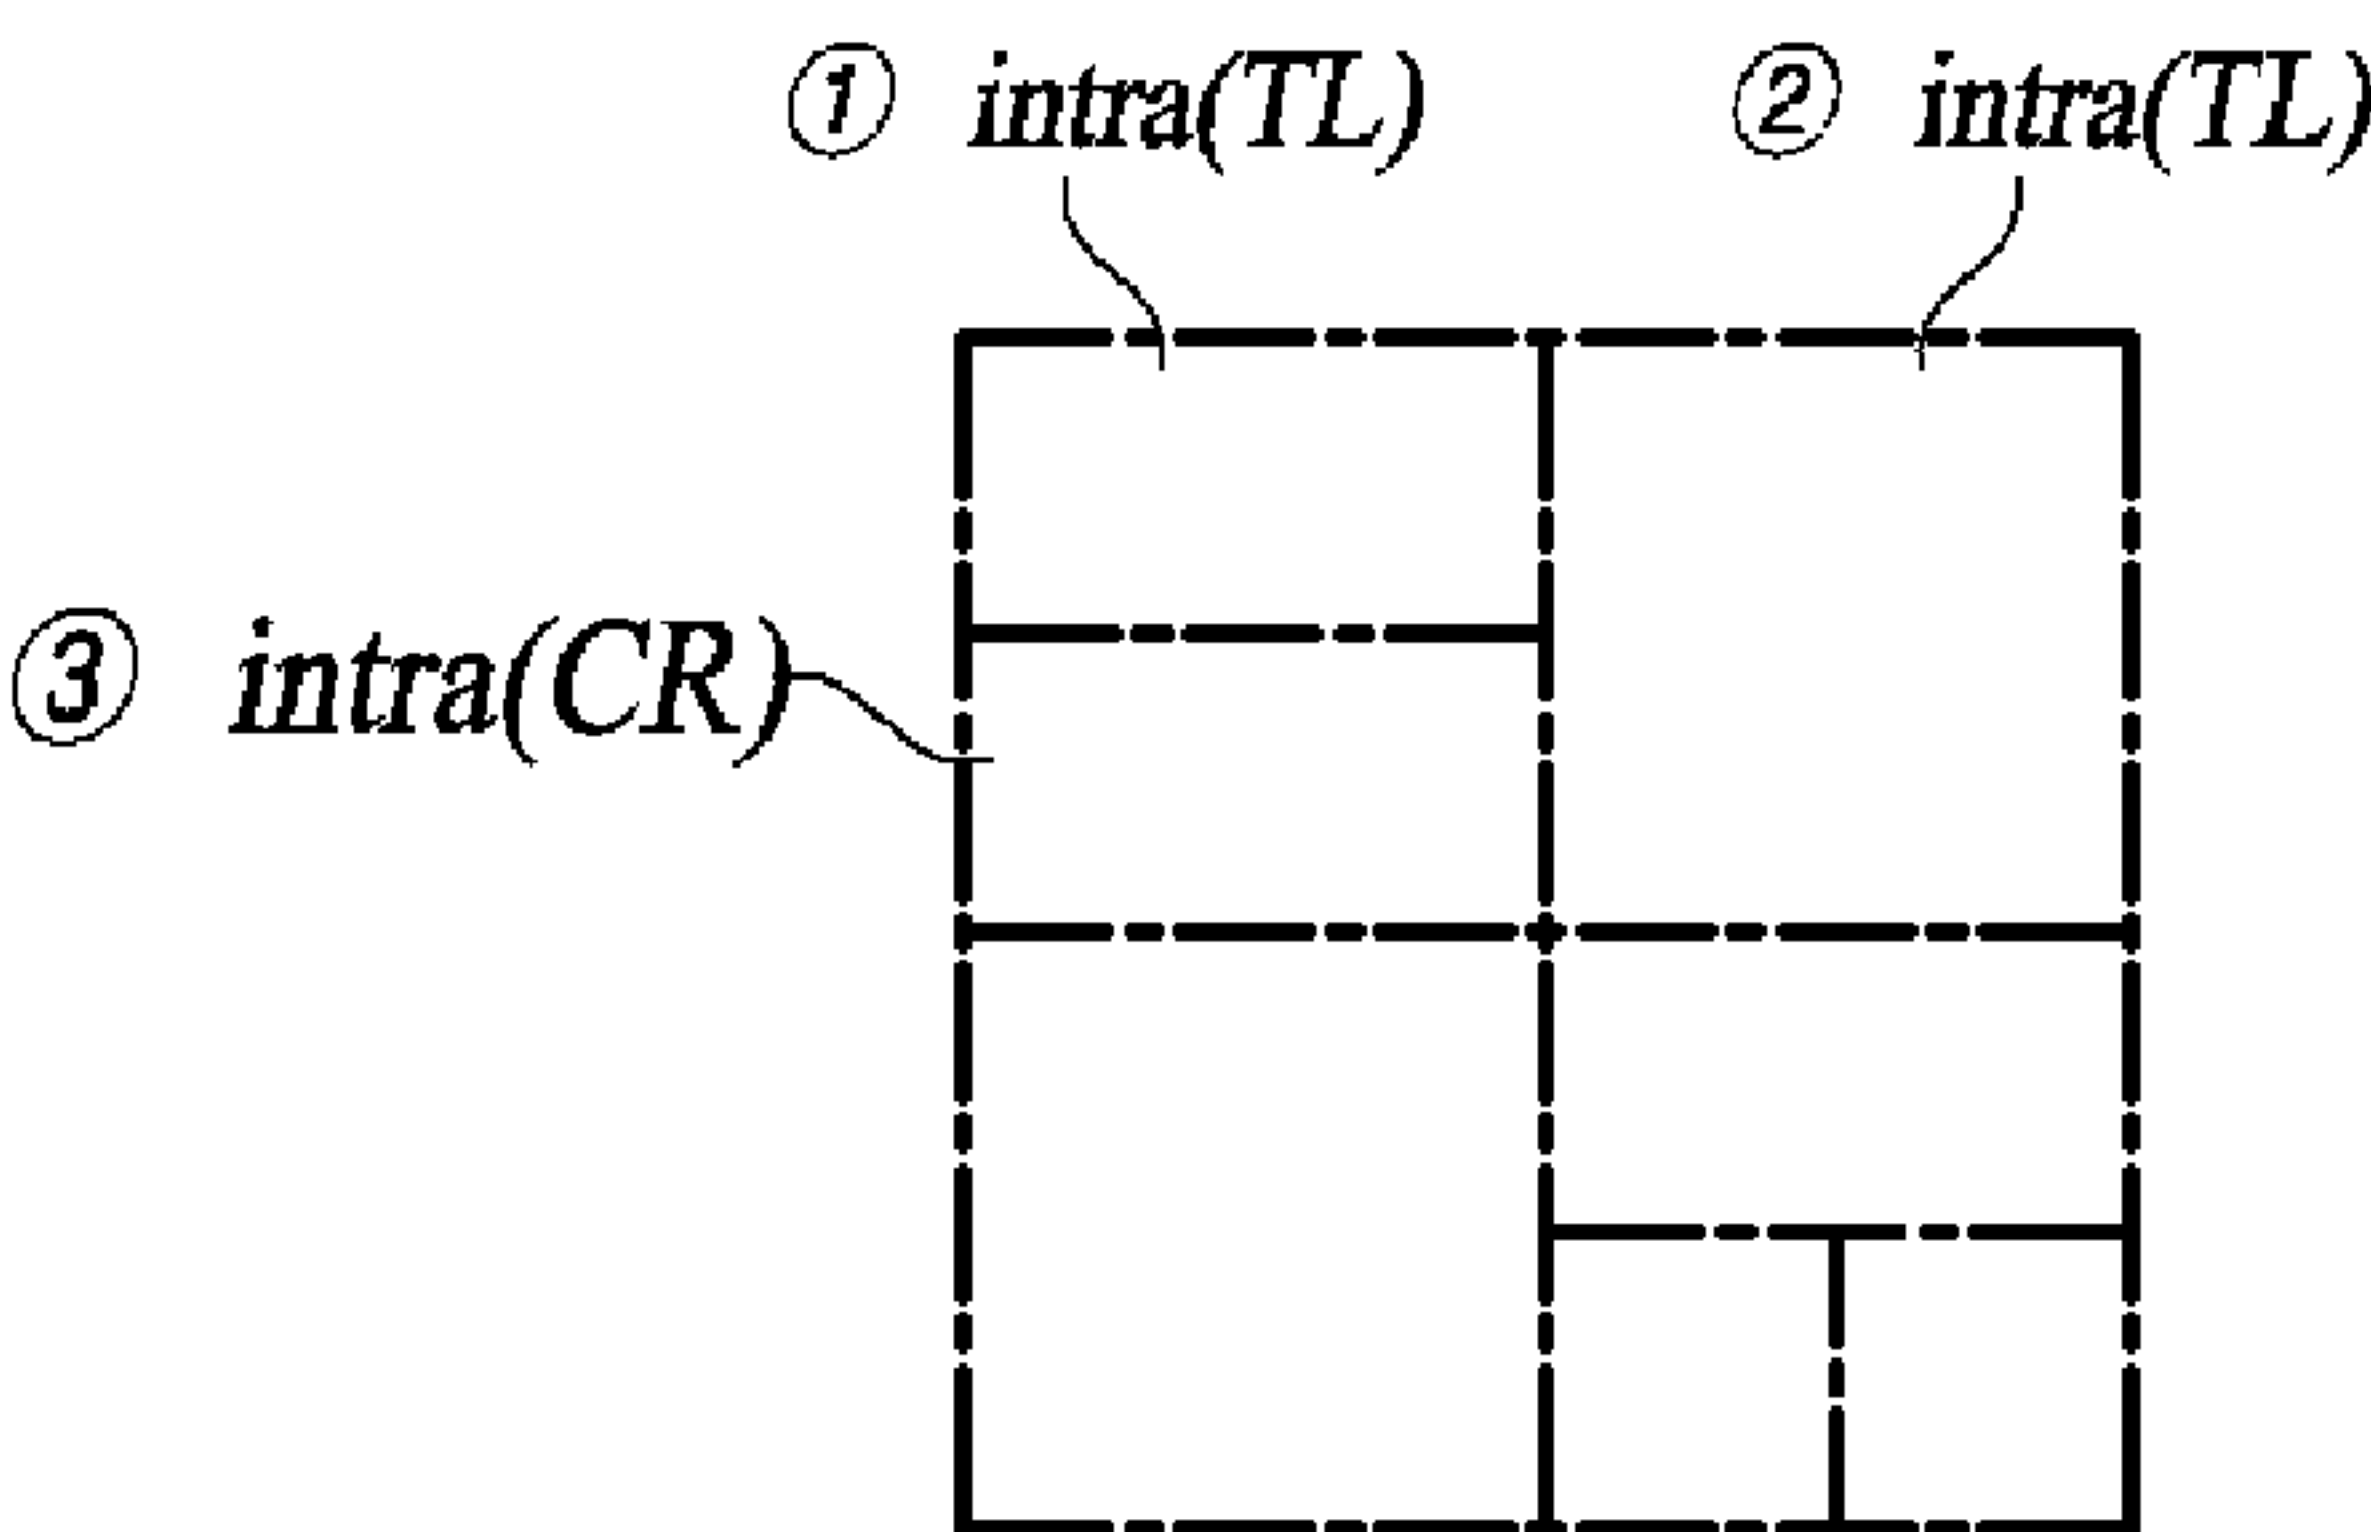 ① intra(TL) ② intra(TL)
③ intra(CR)